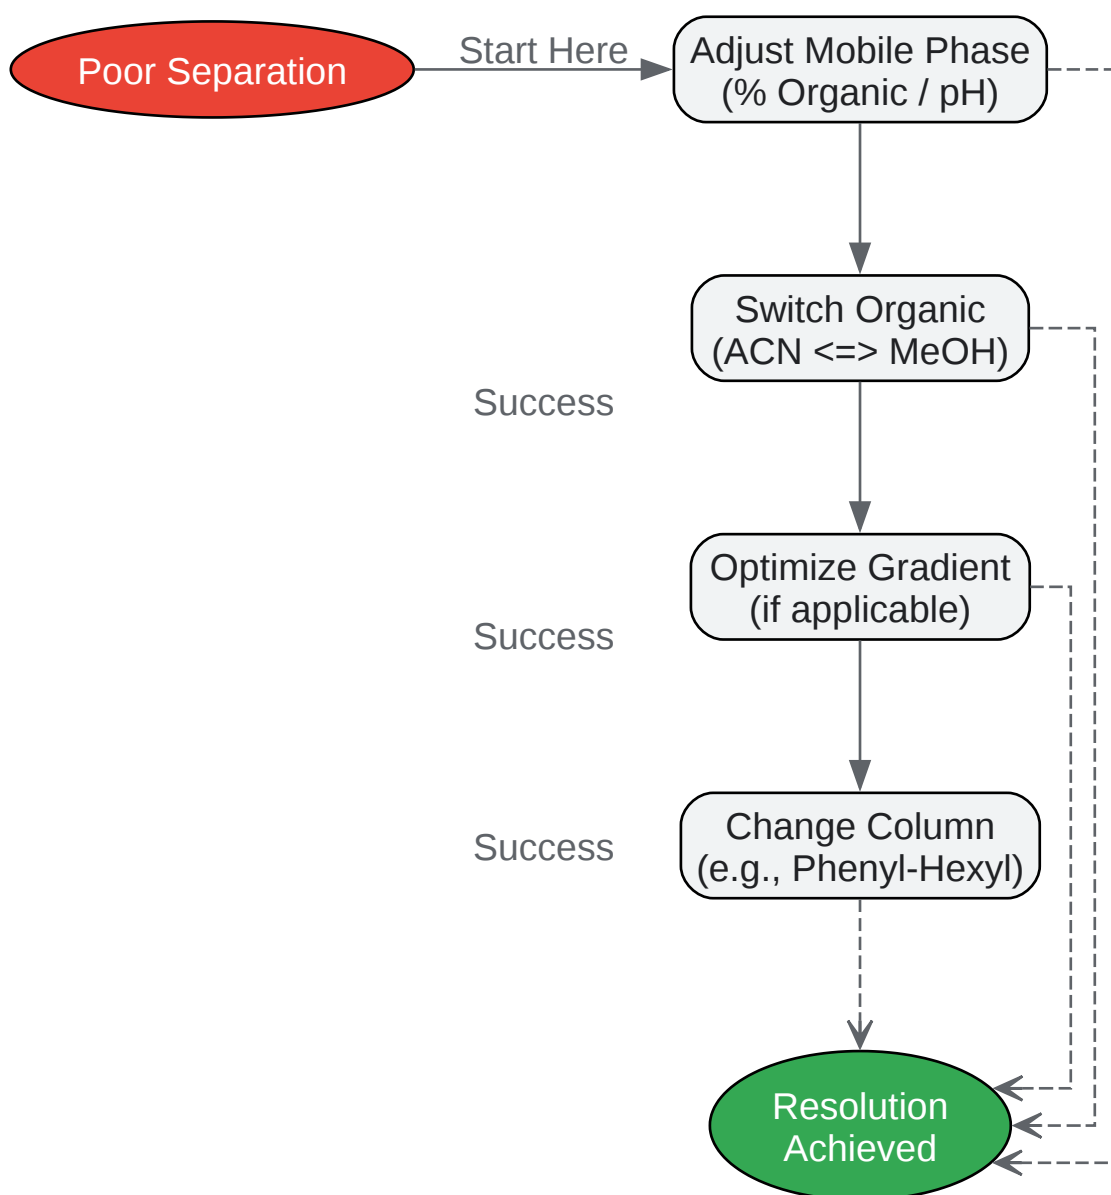 Poor Separation
Start Here
Adjust Mobile Phase
(% Organic / pH)
Switch Organic
(ACN <=> MeOH)
Success
Optimize Gradient
(if applicable)
Success
Change Column
(e.g., Phenyl-Hexyl)
Success
Resolution
Achieved